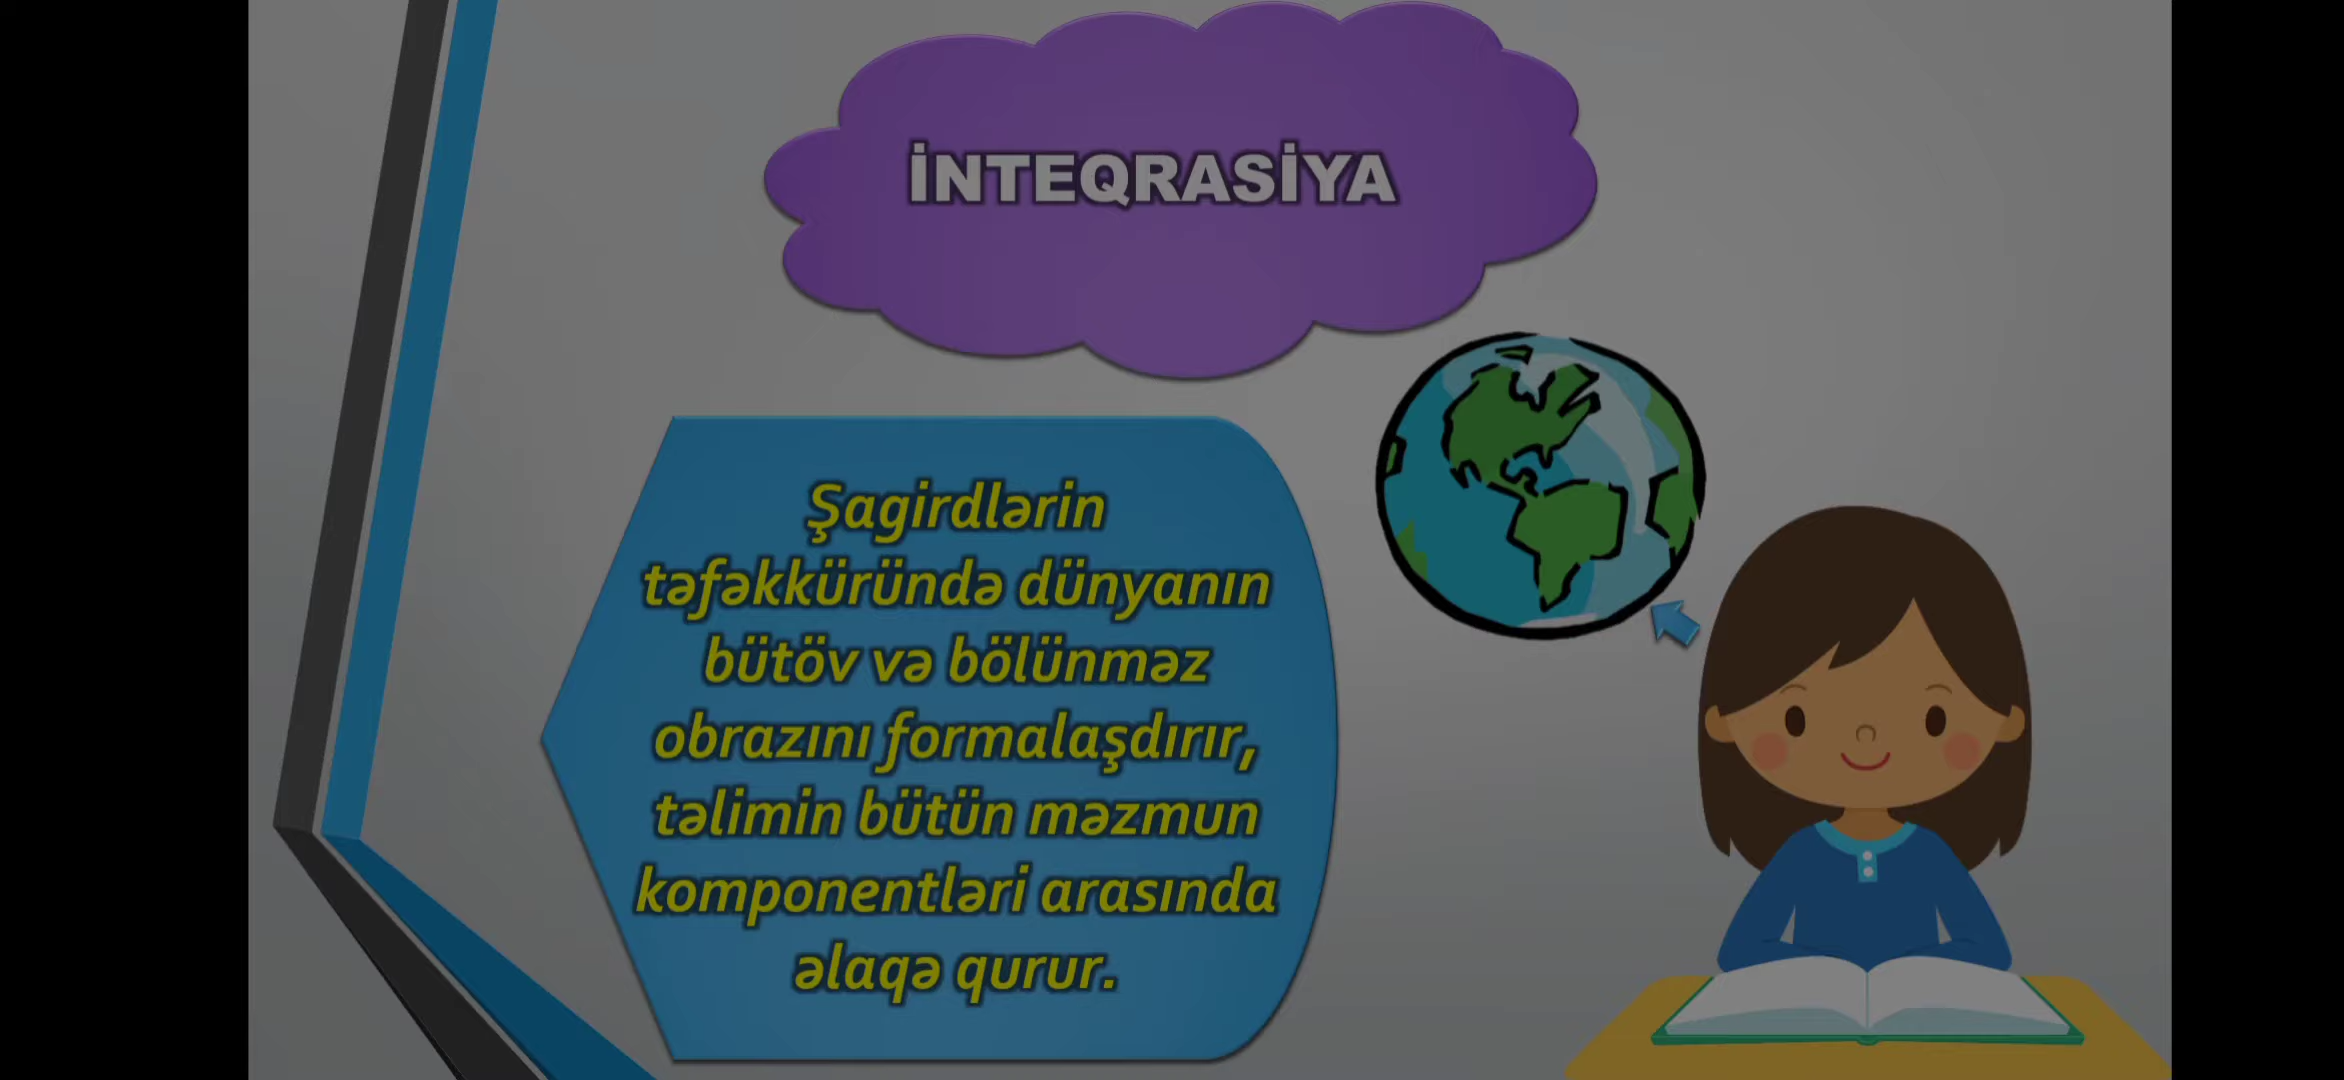 İNTEQRASİYA
Şagirdlərin
təfəkküründə dünyanın
bütöv və bölünməz
obrazını formalaşdırır,
təlimin bütün məzmun
komponentləri arasında
əlaqə qurur.